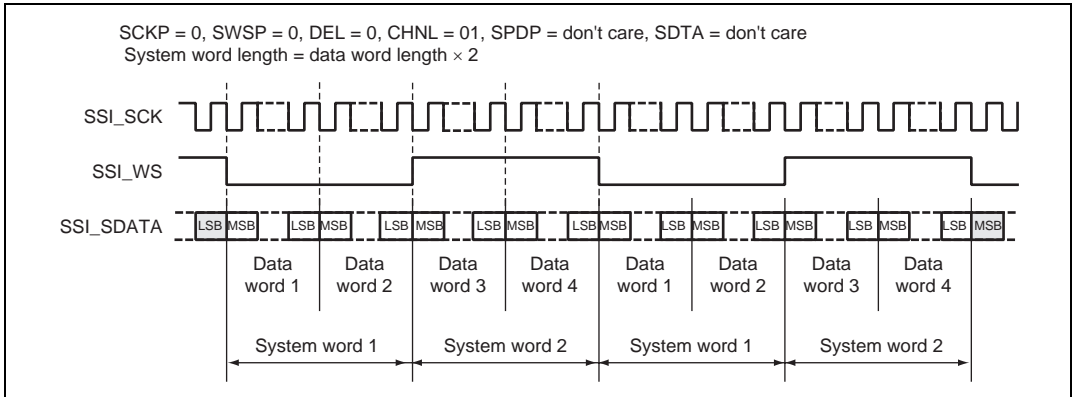 SCKP = 0, SWSP = 0, DEL = 0, CHNL = 01, SPDP = don't care, SDTA = don't care
System word length = data word length × 2
SSI_SCK
SSI_WS
SSI_SDATA
LSB MSB LSB MSB LSB MSB LSB MSB LSB MSB LSB MSB LSB MSB LSB MSB LSB MSB
Data Data Data Data Data Data Data Data
word 1 word 2 word 3 word 4 word 1 word 2 word 3 word 4
System word 1 System word 2 System word 1 System word 2